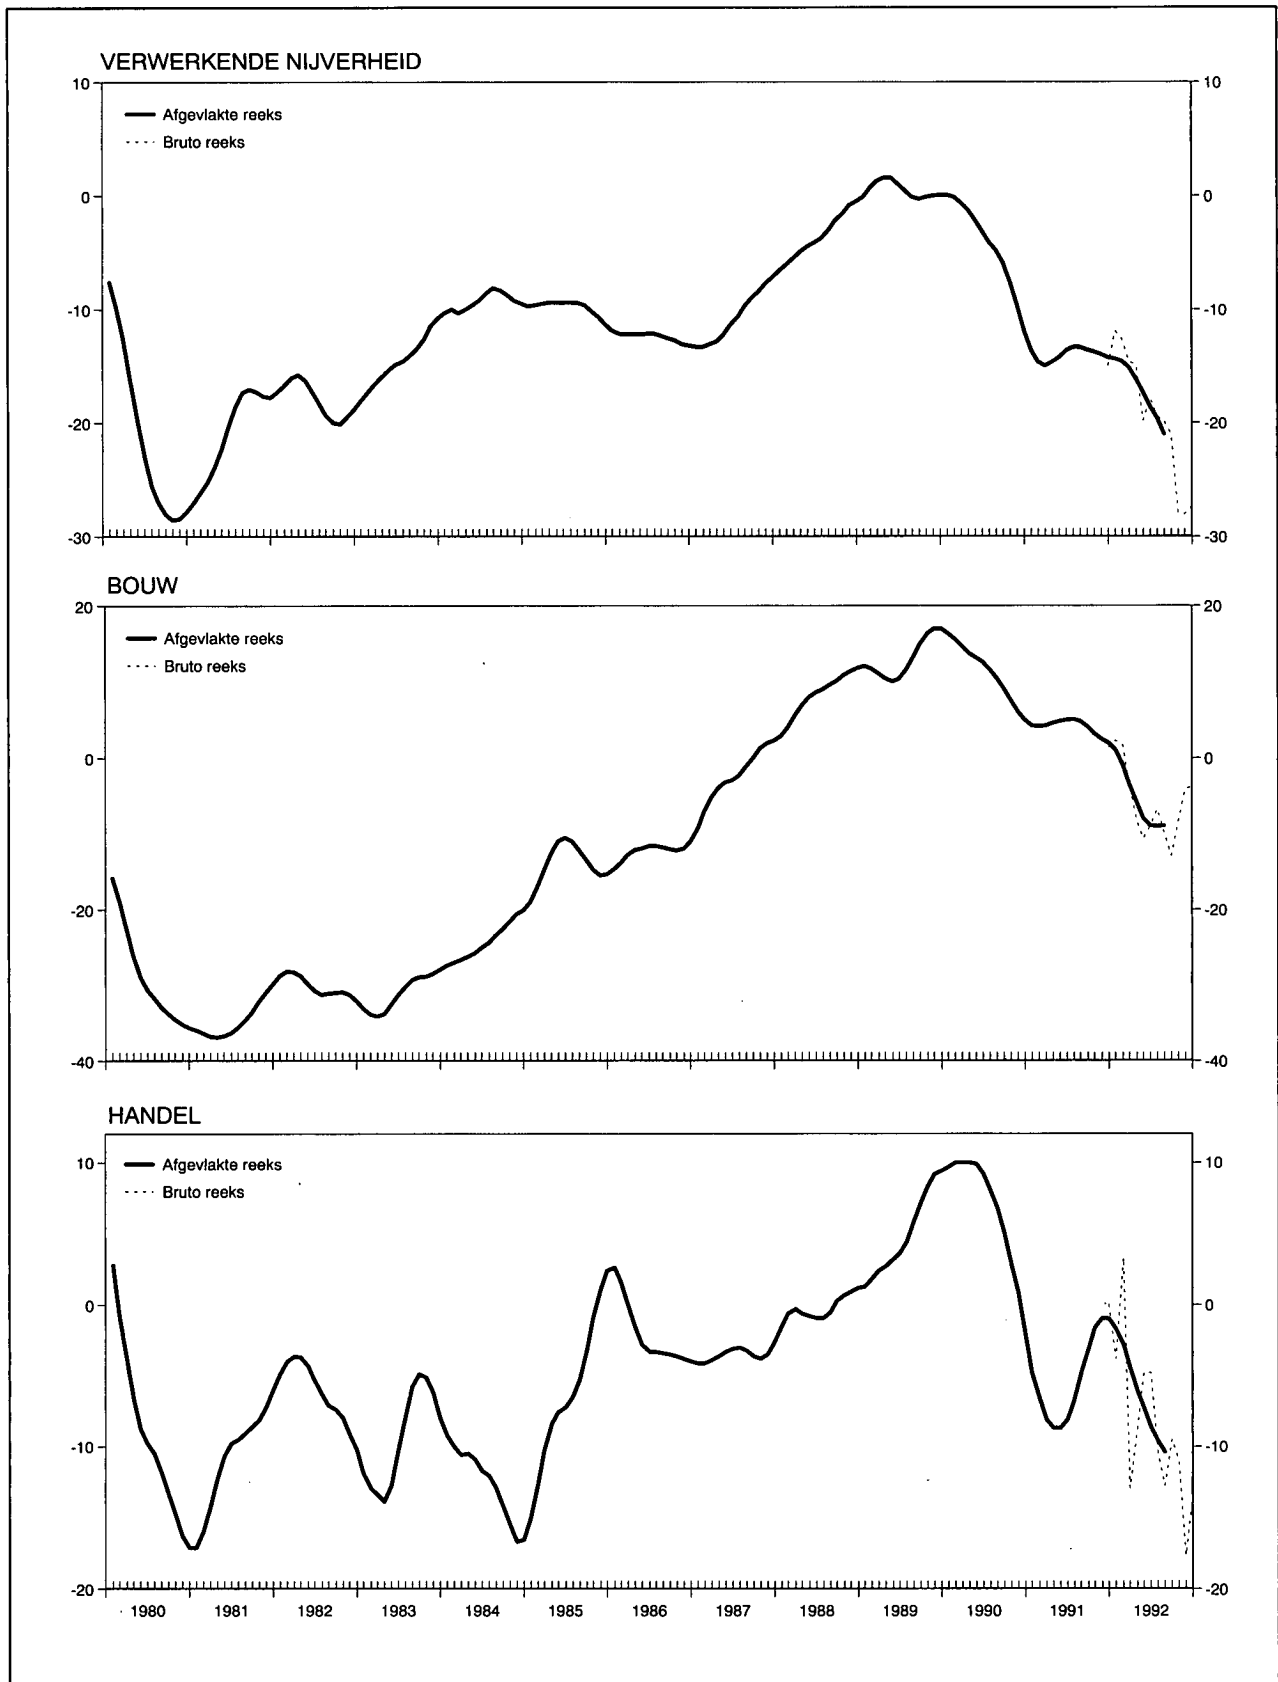 VERWERKENDE NIJVERHEID
10 10
Afgevlakte reeks
Bruto reeks
0 0
-10 -10
-20 -20
-30 -30
BOUW
20 20
Afgevlakte reeks
Bruto reeks
0 0
-20 -20
-40 -40
HANDEL
10 10
Afgevlakte reeks
Bruto reeks
0 0
-10 -10
-20 -20
1980 1981 1982 1983 1984 1985 1986 1987 1988 1989 1990 1991 1992